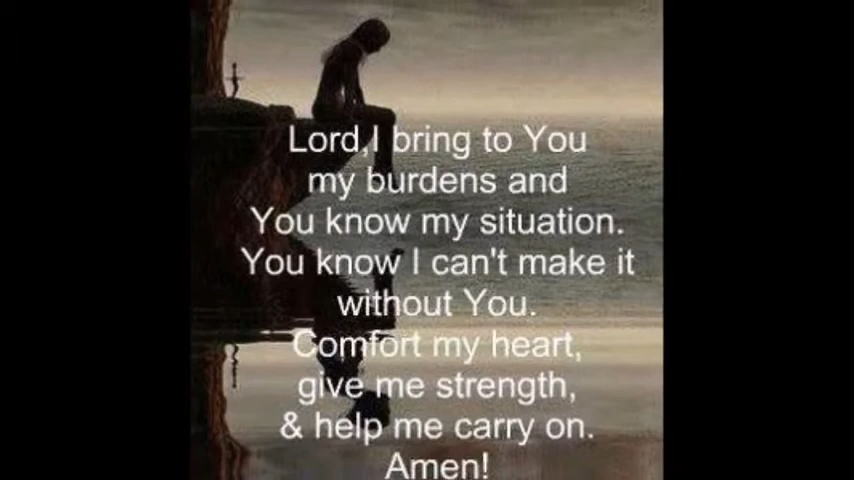 Lord,I bring to You
my burdens and
You know my situation.
You know I can't make it
without You.
Comfort my heart,
give me strength,
& help me carry on.
Amen!